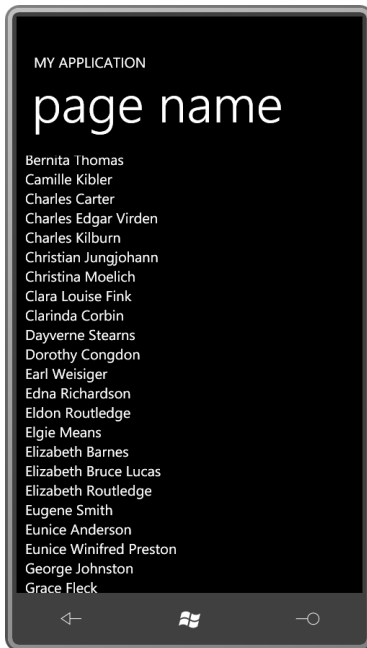 MY APPLICATION
page name
Bernita Thomas
Camille Kibler
Charles Carter
Charles Edgar Virden
Charles Kilburn
Christian Jungjohann
Christina Moelich
Clara Louise Fink
Clarinda Corbin
Dayverne Stearns
Dorothy Congdon
Earl Weisiger
Edna Richardson
Eldon Routledge
Elgie Means
Elizabeth Barnes
Elizabeth Bruce Lucas
Elizabeth Routledge
Eugene Smith
Eunice Anderson
Eunice Winifred Preston
George Johnston
Grace Fleck